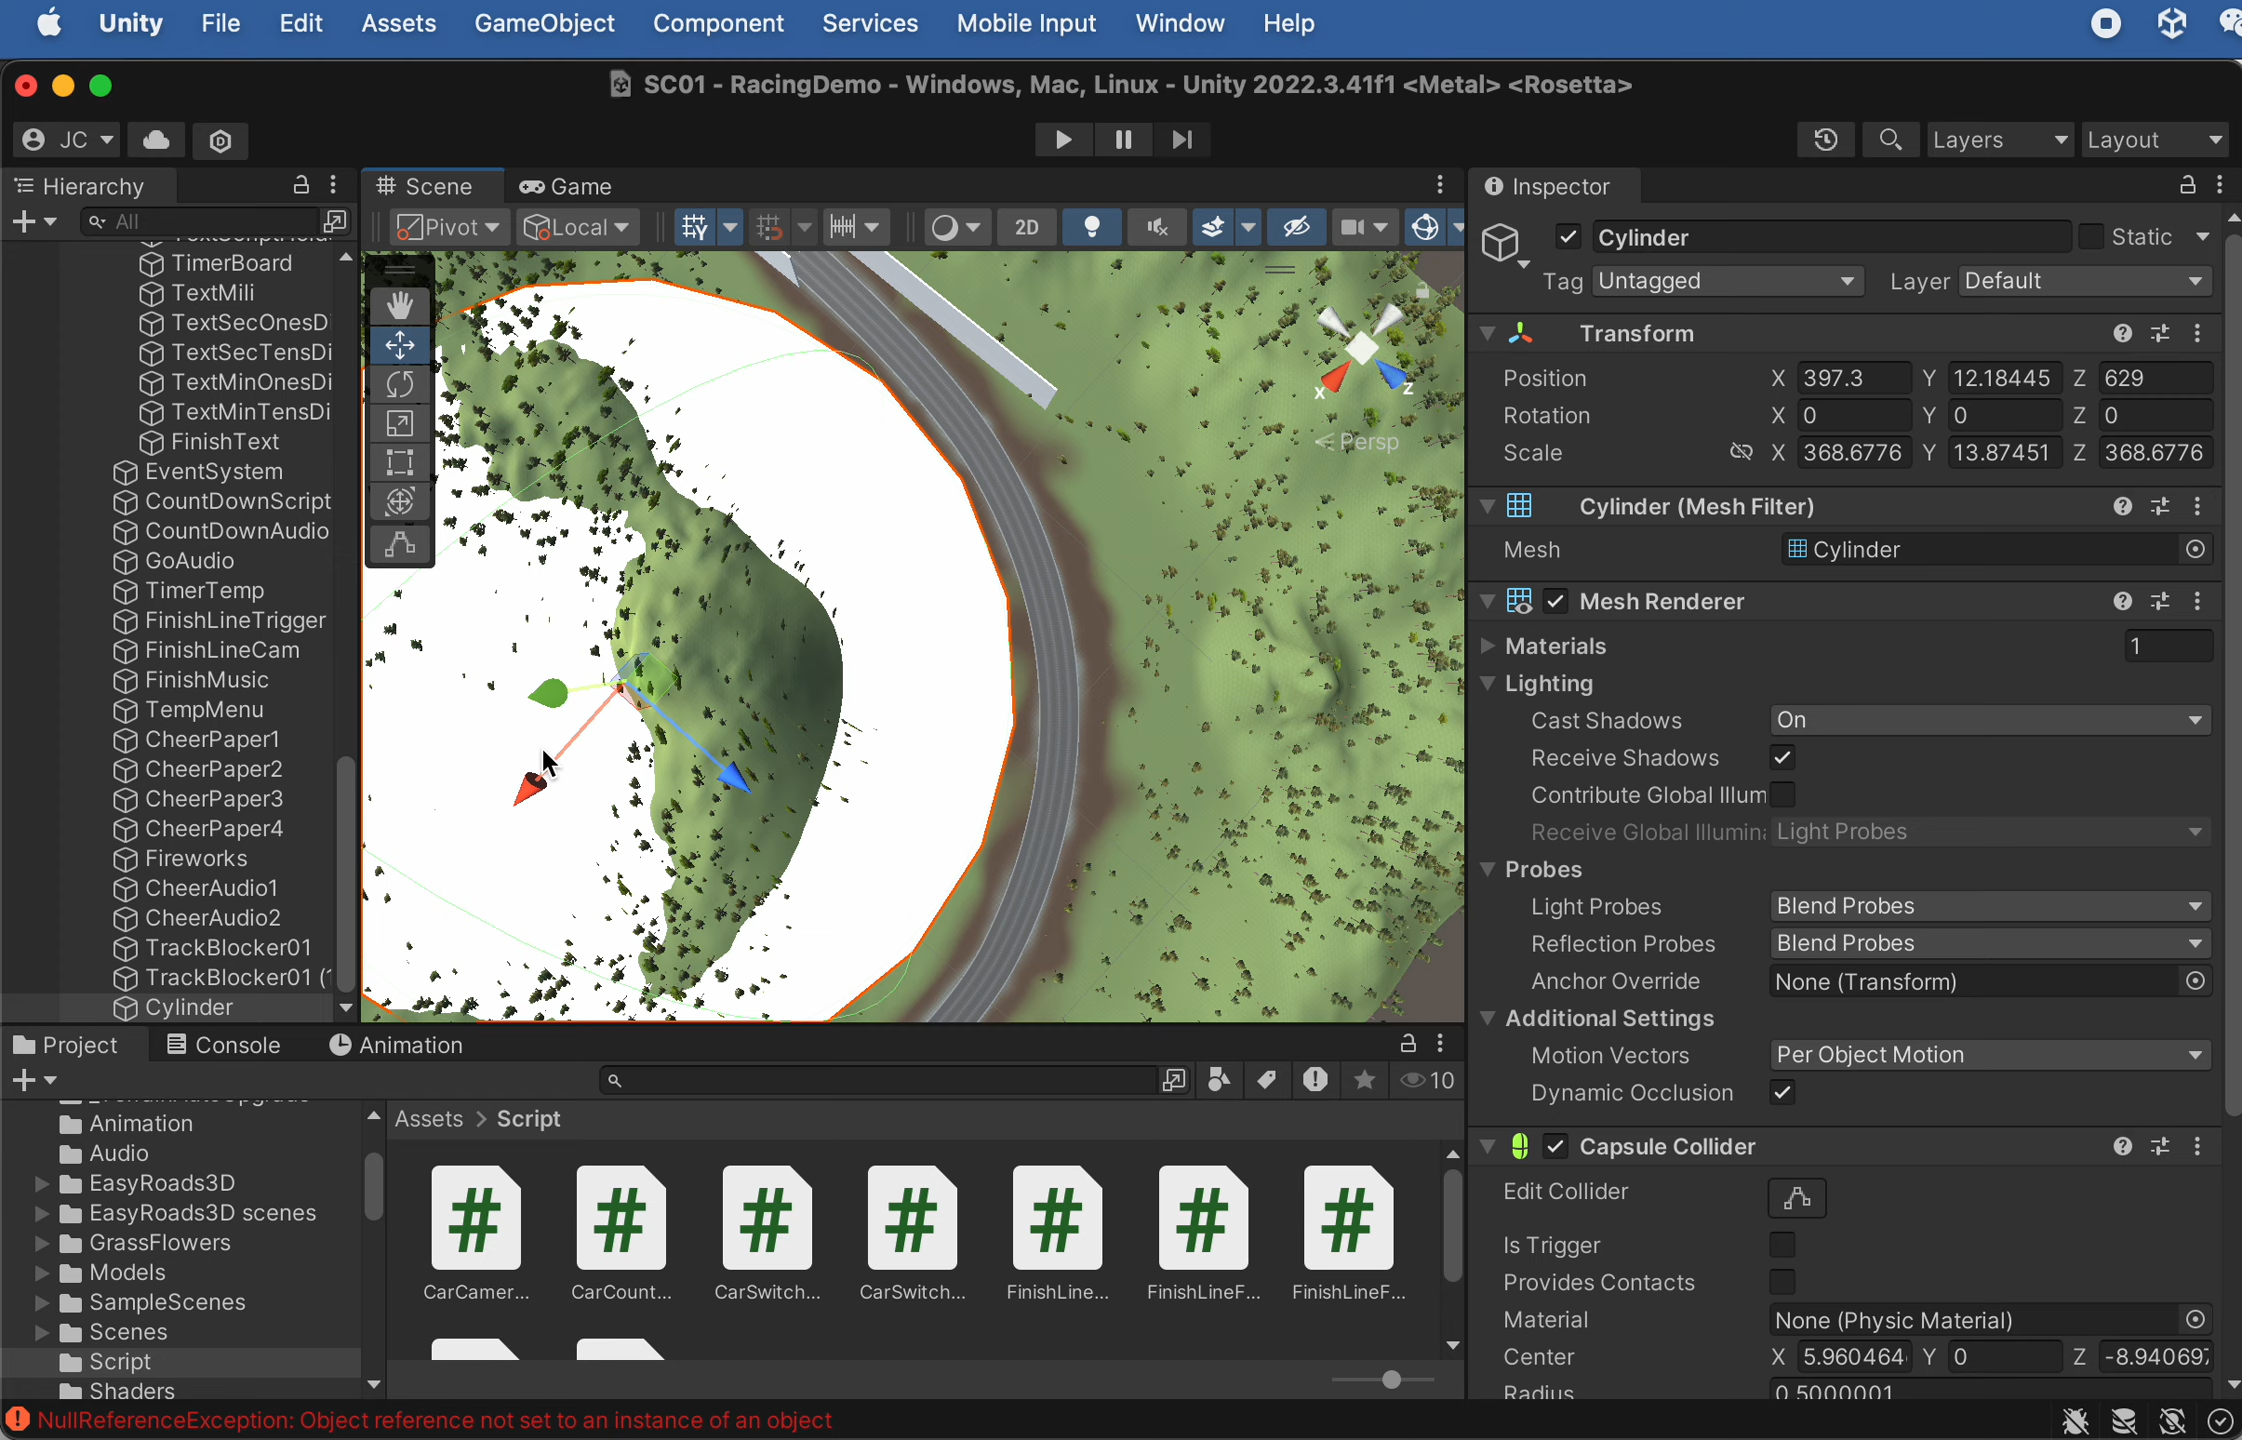 Unity File Edit Assets GameObject Component Services Mobile Input Window Help
SC01 - RacingDemo - Windows, Mac, Linux - Unity 2022.3.41f1 <Metal> <Rosetta>
JC
Layers Layout
Hierarchy
All
TimerBoard
TextMili
TextSecOnesDi
TextSecTensDi
TextMinOnesDi
TextMinTensDi
FinishText
EventSystem
CountDownScript
CountDownAudio
GoAudio
TimerTemp
FinishLineTrigger
FinishLineCam
FinishMusic
TempMenu
CheerPaper1
CheerPaper2
CheerPaper3
CheerPaper4
Fireworks
CheerAudio1
CheerAudio2
TrackBlocker01
TrackBlocker01 (1
Cylinder
Scene Game
Pivot Local 2D
x z
Persp
Inspector
Cylinder Static
Tag Untagged Layer Default
Transform
Position X 397.3 Y 12.18445 Z 629
Rotation X 0 Y 0 Z 0
Scale X 368.6776 Y 13.87451 Z 368.6776
Cylinder (Mesh Filter)
Mesh Cylinder
Mesh Renderer
Materials 1
Lighting
Cast Shadows On
Receive Shadows
Contribute Global Illum
Receive Global Illumin Light Probes
Probes
Light Probes Blend Probes
Reflection Probes Blend Probes
Anchor Override None (Transform)
Additional Settings
Motion Vectors Per Object Motion
Dynamic Occlusion
Capsule Collider
Edit Collider
Is Trigger
Provides Contacts
Material None (Physic Material)
Center X 5.960464 Y 0 Z -8.940697
Radius 0.5000001
Project Console Animation
10
Animation
Audio
EasyRoads3D
EasyRoads3D scenes
GrassFlowers
Models
SampleScenes
Scenes
Script
Shaders
Assets > Script
CarCamer...
CarCount...
CarSwitch...
CarSwitch...
FinishLine...
FinishLineF...
FinishLineF...
NullReferenceException: Object reference not set to an instance of an object